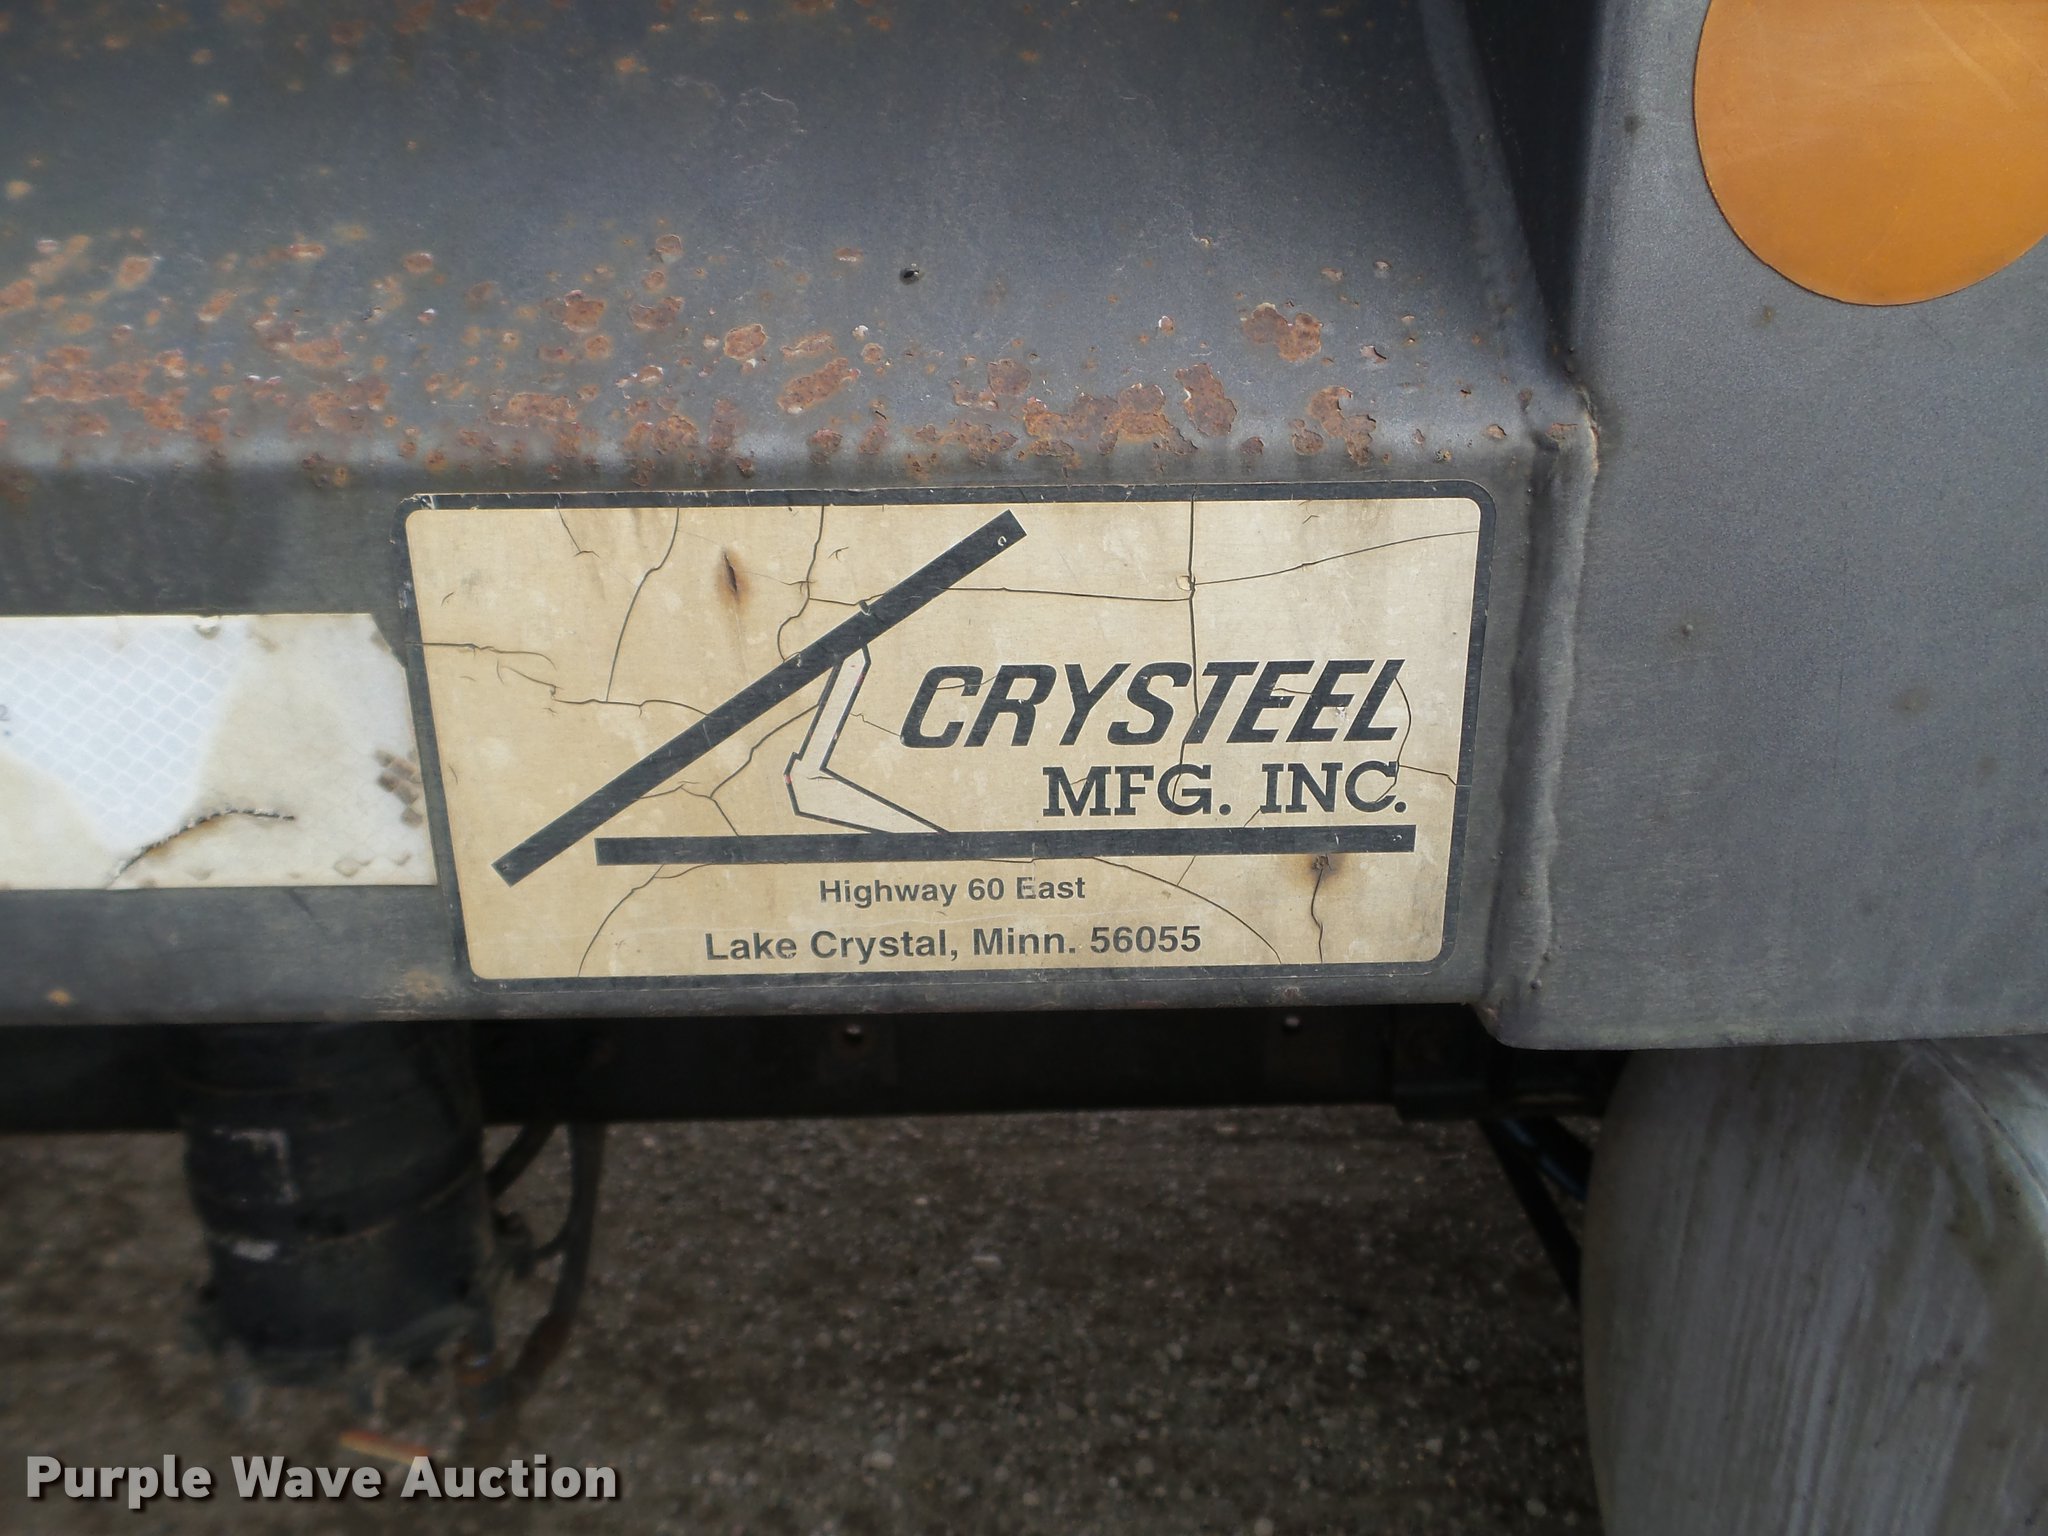 CRYSTEEL
MFG. INC.
Highway 60 East
Lake Crystal, Minn. 56055
Purple Wave Auction